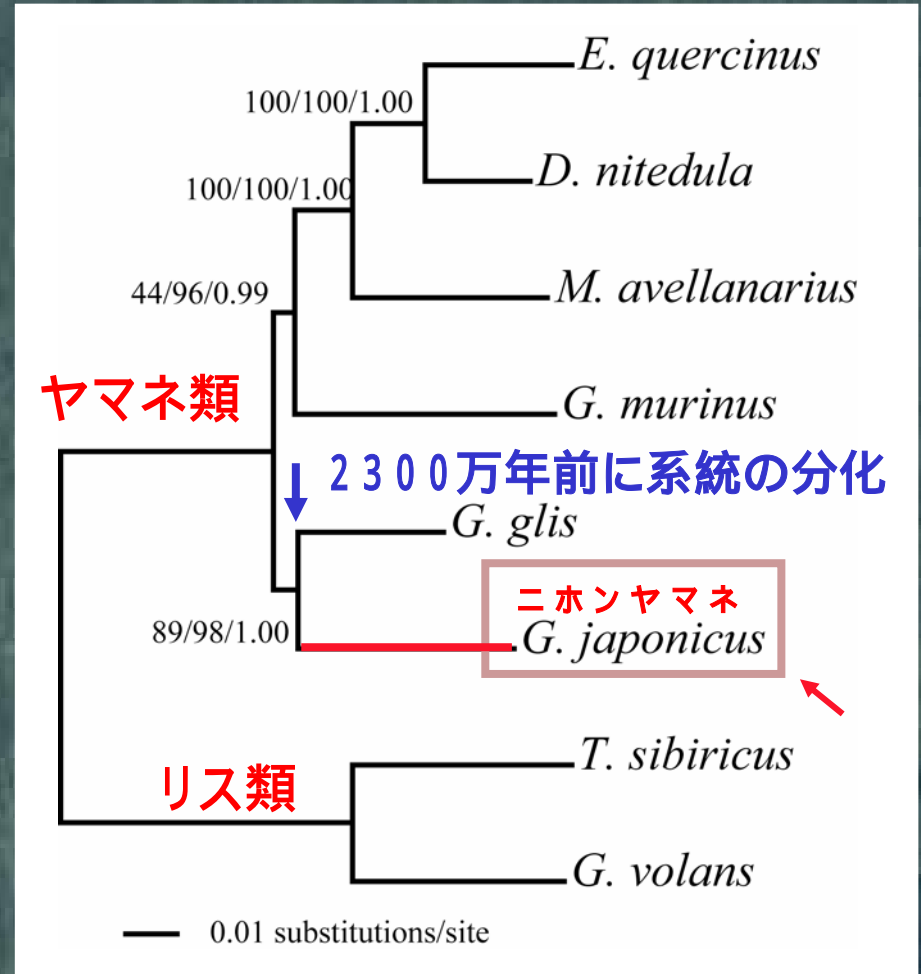 E. quercinus
100/100/1.00
D. nitedula
100/100/1.00
M. avellanarius
44/96/0.99
ヤマネ類
G. murinus
2300万年前に系統の分化
G. glis
ニホンヤマネ
G. japonicus
89/98/1.00
T. sibiricus
リス類
G. volans
0.01 substitutions/site